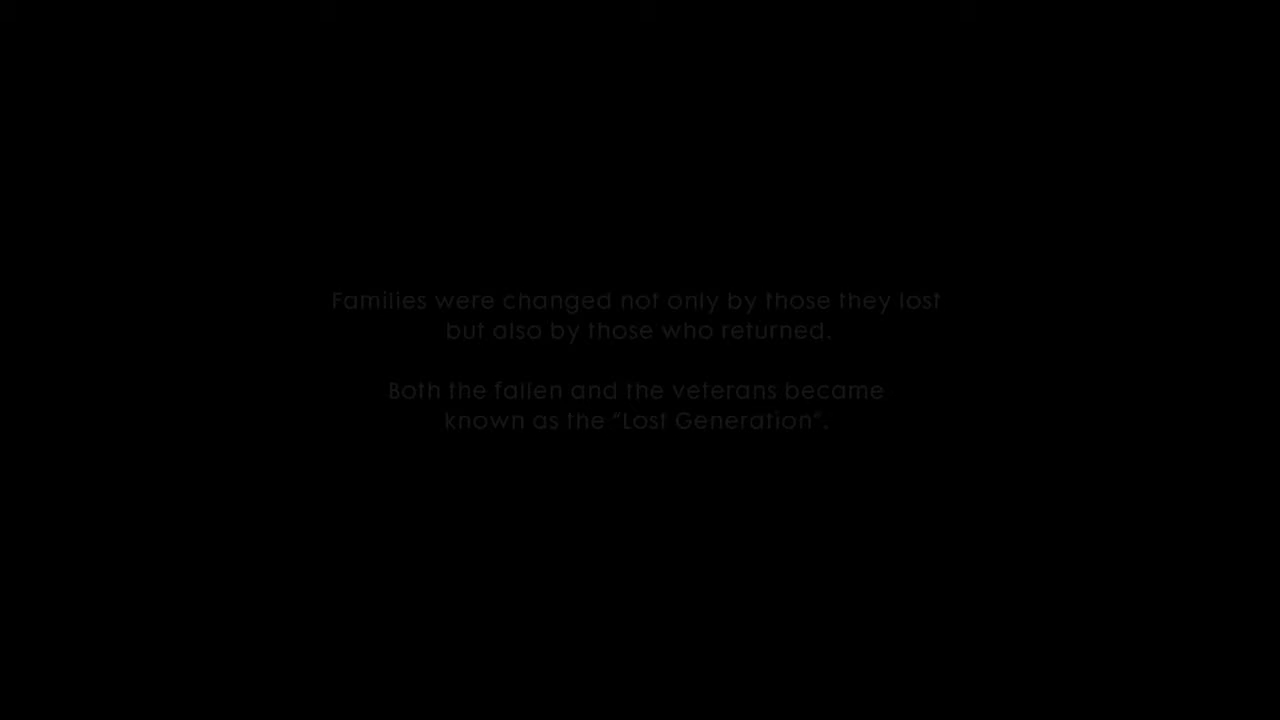 Families were changed not only by those they lost
but also by those who returned.
Both the fallen and the veterans became
known as the “Lost Generation“.